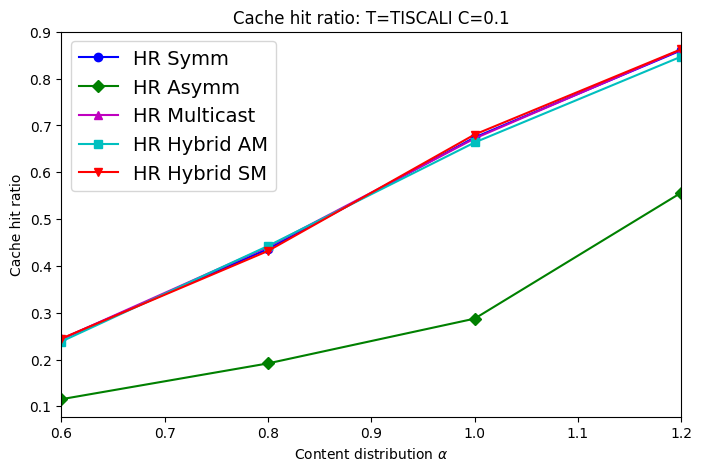 Cache hit ratio: T=TISCALI C=0.1
Cache hit ratio
0.9
0.8
0.7
0.6
0.5
0.4
0.3
0.2
0.1
HR Symm
HR Asymm
HR Multicast
HR Hybrid AM
HR Hybrid SM
0.6 0.7 0.8 0.9 1.0 1.1 1.2
Content distribution α